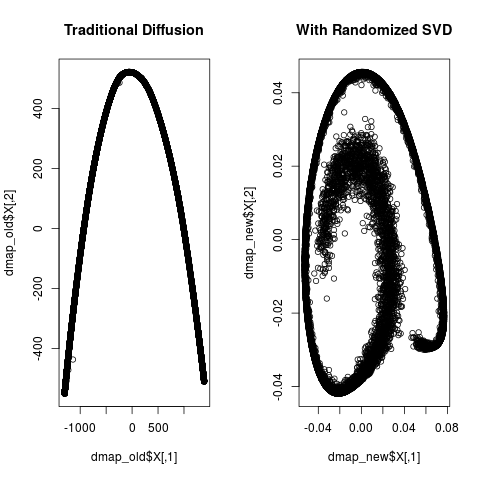 Traditional Diffusion
dmap_old$X[,2]
400
200
0
-200
-400
-1000
0
500
dmap_old$X[,1]
With Randomized SVD
dmap_new$X[,2]
0.04
0.02
0.00
-0.02
-0.04
-0.04
0.00
0.04
0.08
dmap_new$X[,1]